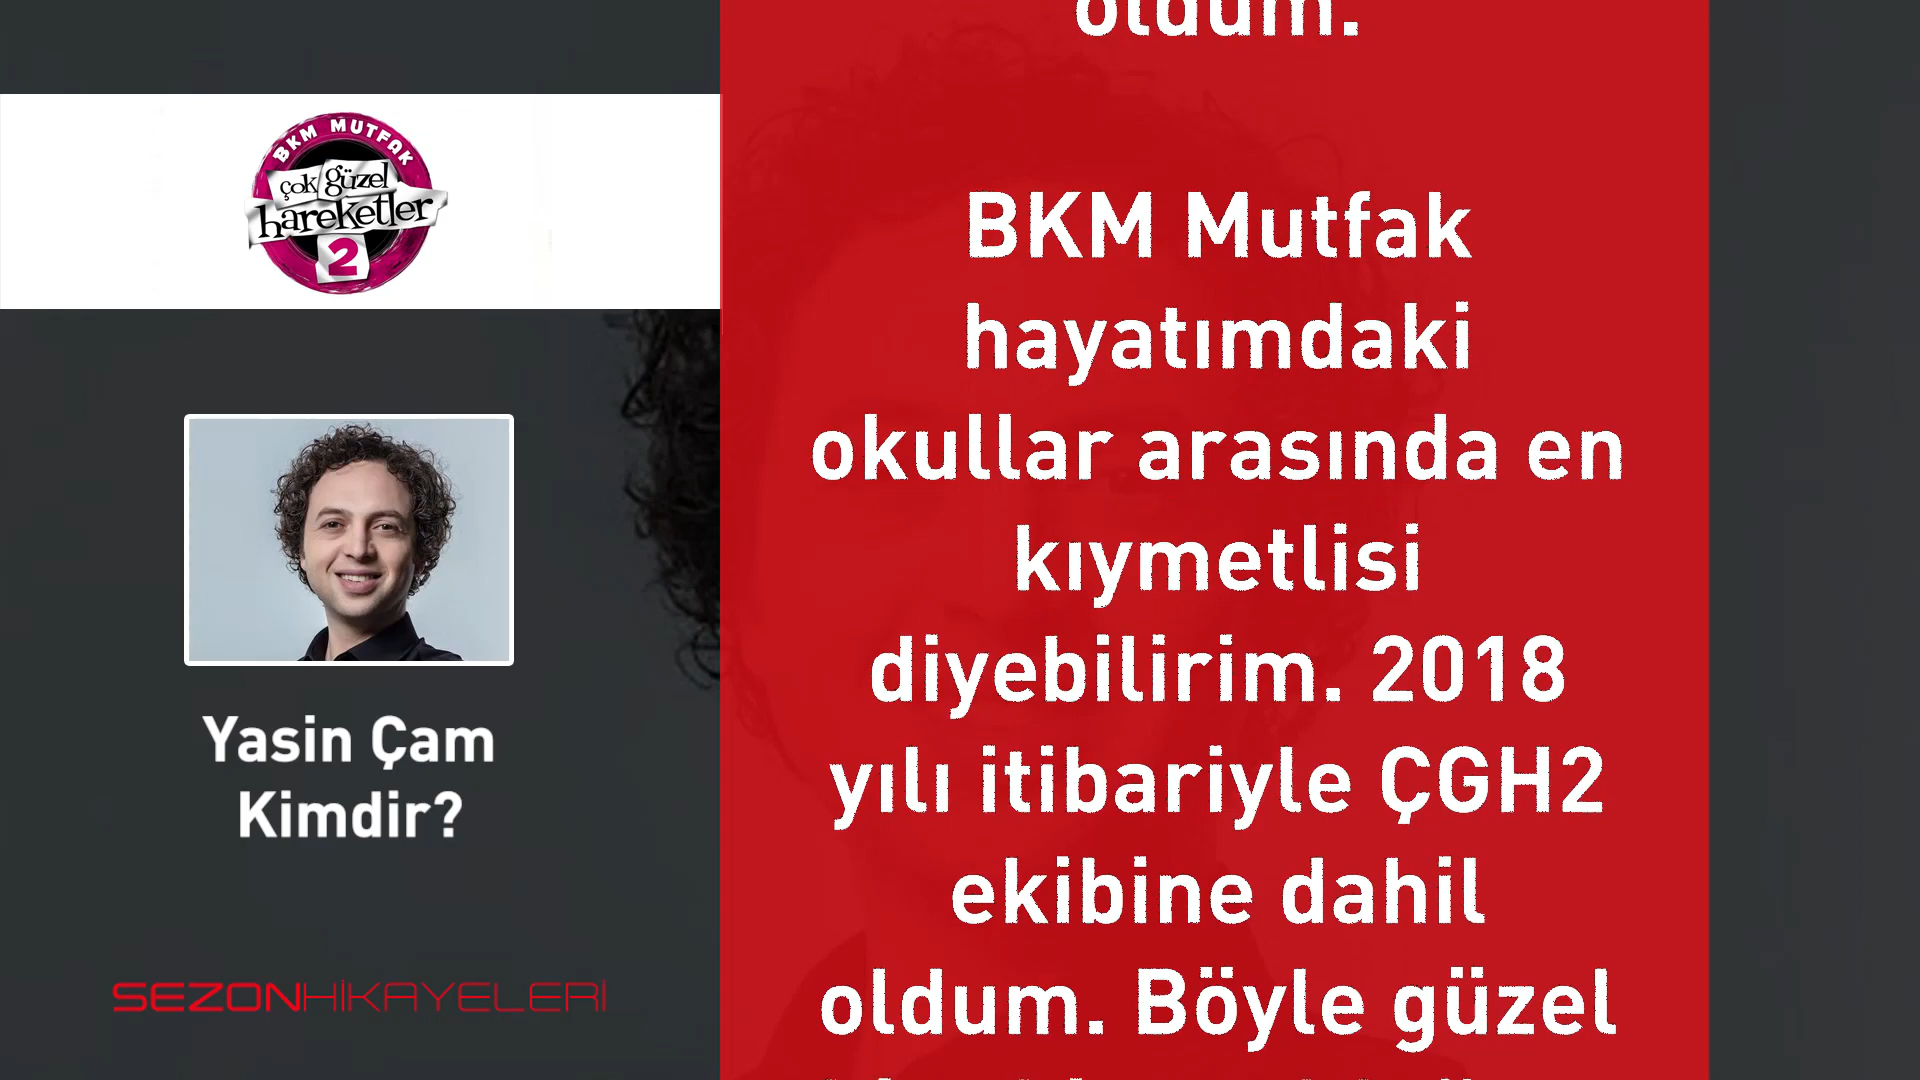 BKM MUTFAK
çok güzel
hareketler
2
Yasin Çam
Kimdir?
SEZONHİKAYELERİ
oldum.
BKM Mutfak
hayatımdaki
okullar arasında en
kıymetlisi
diyebilirim. 2018
yılı itibariyle ÇGH2
ekibine dahil
oldum. Böyle güzel